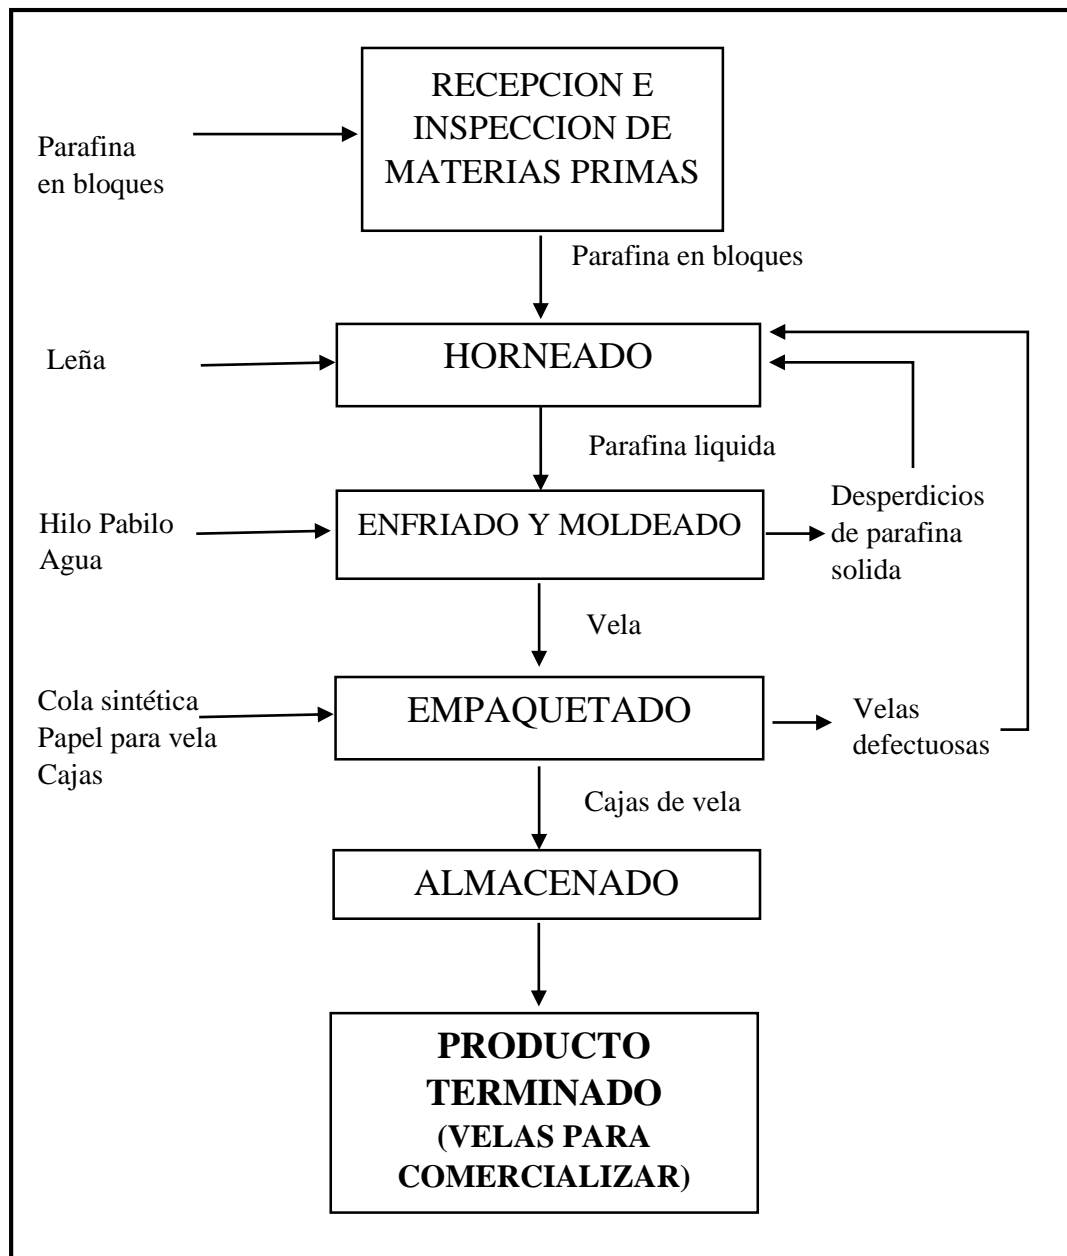 RECEPCION E
INSPECCION DE
MATERIAS PRIMAS
Parafina
en bloques
Parafina en bloques
Leña
HORNEADO
Parafina liquida
Hilo Pabilo
Agua
ENFRIADO Y MOLDEADO
Desperdicios
de parafina
solida
Vela
Cola sintética
Papel para vela
Cajas
EMPAQUETADO
Velas
defectuosas
Cajas de vela
ALMACENADO
PRODUCTO
TERMINADO
(VELAS PARA
COMERCIALIZAR)